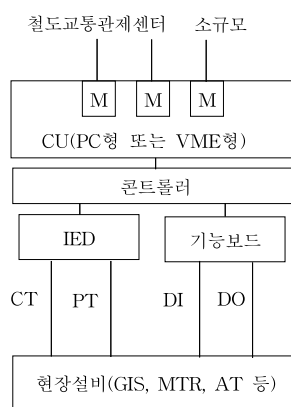 철도교통관제센터 소규모
M M M
CU(PC형 또는 VME형)
콘트롤러
IED 기능보드
CT PT DI DO
현장설비(GIS, MTR, AT 등)